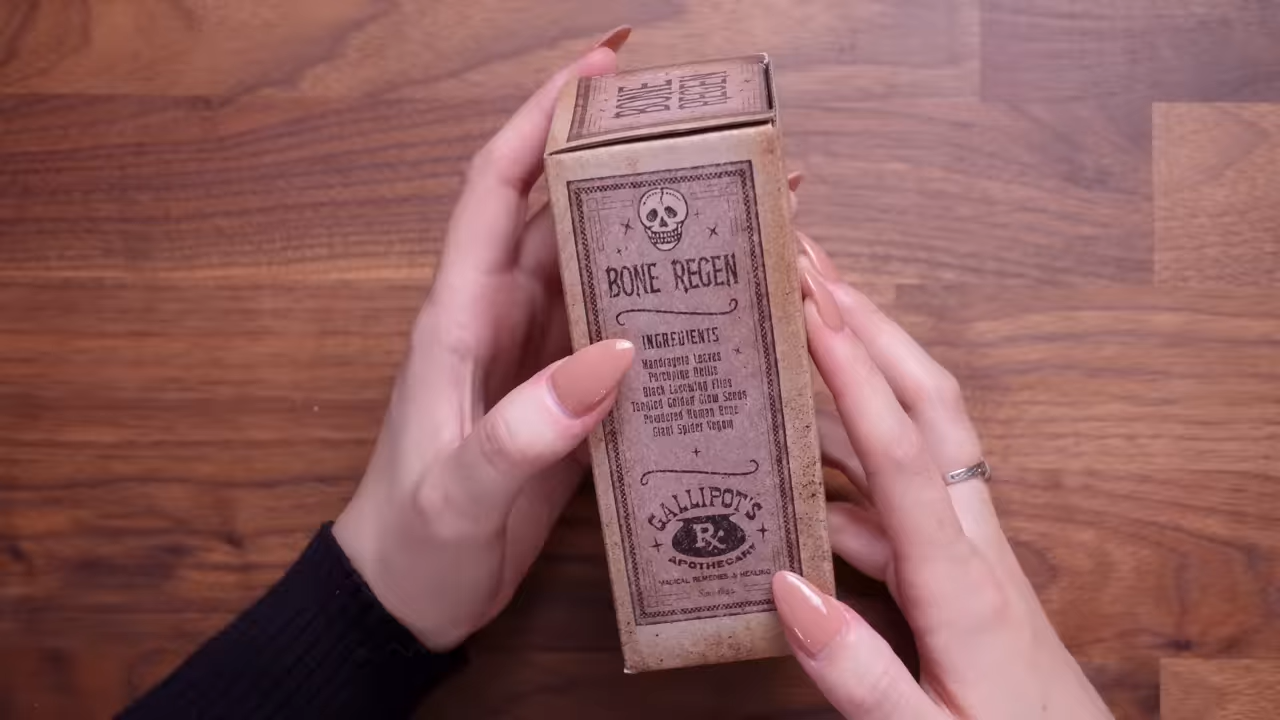 BONE
REGEN
BONE REGEN
INGREDIENTS
Mandragora Leaves
Porcupine Quills
Black Lacewing Flies
Tangled Golden Glow Seeds
Powdered Human Bone
Giant Spider Venom
GALLIPOT'S
Rx
APOTHECARY
MAGICAL REMEDIES & HEALING